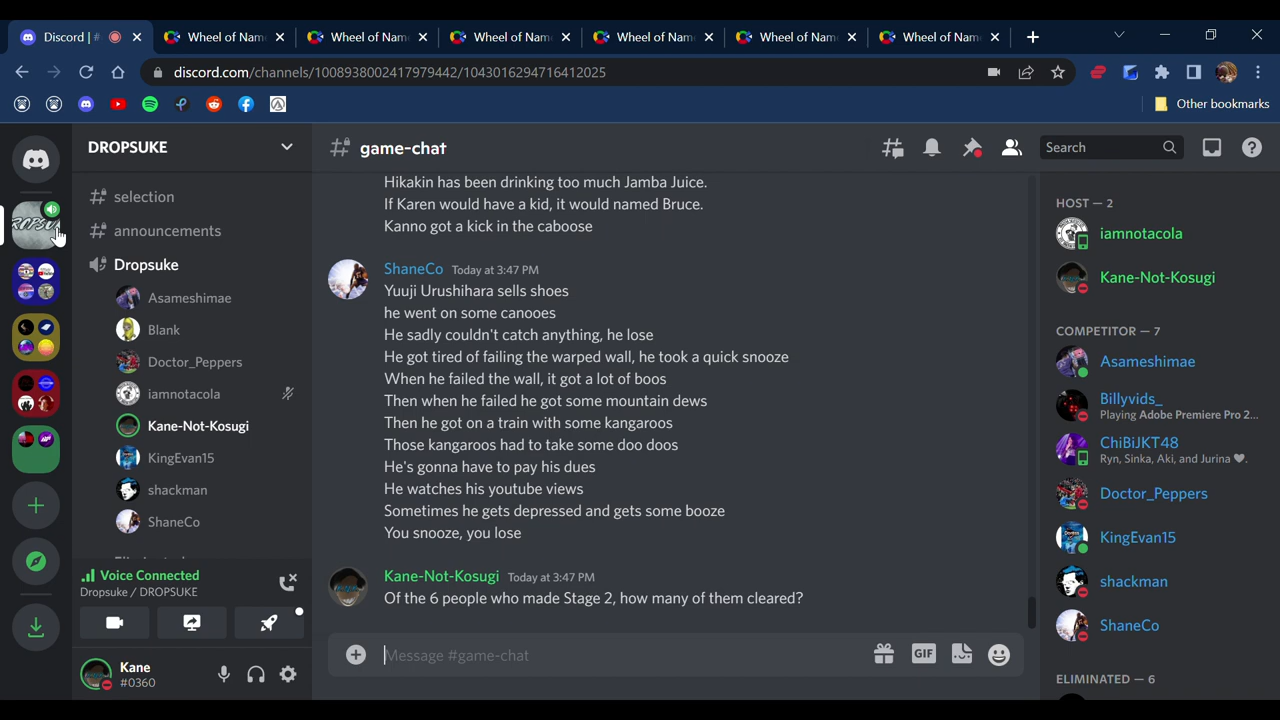 Discord | #
Wheel of Nam
Wheel of Nam
Wheel of Nam
Wheel of Nam
Wheel of Nam
Wheel of Nam
discord.com/channels/1008938002417979442/1043016294716412025
Other bookmarks
DROPSUKE
selection
announcements
Dropsuke
Asameshimae
Blank
Doctor_Peppers
iamnotacola
Kane-Not-Kosugi
KingEvan15
shackman
ShaneCo
Voice Connected
Dropsuke / DROPSUKE
Kane
#0360
game-chat
Search
Hikakin has been drinking too much Jamba Juice.
If Karen would have a kid, it would named Bruce.
Kanno got a kick in the caboose
ShaneCo Today at 3:47 PM
Yuuji Urushihara sells shoes
he went on some canooes
He sadly couldn't catch anything, he lose
He got tired of failing the warped wall, he took a quick snooze
When he failed the wall, it got a lot of boos
Then when he failed he got some mountain dews
Then he got on a train with some kangaroos
Those kangaroos had to take some doo doos
He's gonna have to pay his dues
He watches his youtube views
Sometimes he gets depressed and gets some booze
You snooze, you lose
Kane-Not-Kosugi Today at 3:47 PM
Of the 6 people who made Stage 2, how many of them cleared?
Message #game-chat
GIF
HOST — 2
iamnotacola
Kane-Not-Kosugi
COMPETITOR — 7
Asameshimae
Billyvids_
Playing Adobe Premiere Pro 2...
ChiBiJKT48
Ryn, Sinka, Aki, and Jurina ♥.
Doctor_Peppers
KingEvan15
shackman
ShaneCo
ELIMINATED — 6